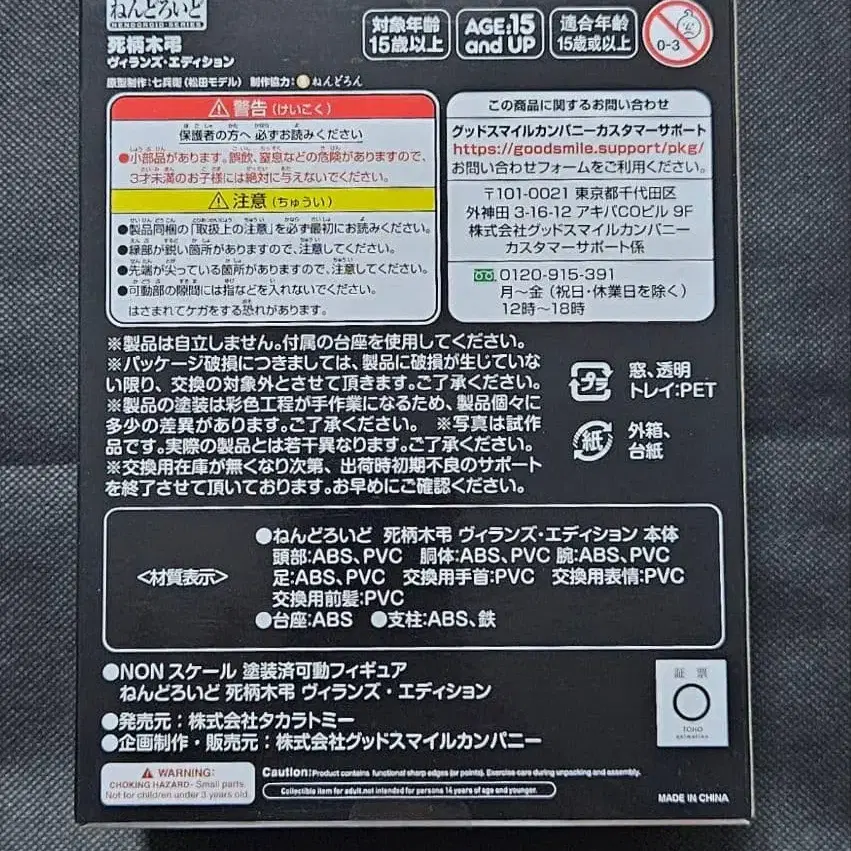 ねんどろいど
NENDOROID・SERIES
死柄木弔
ヴィランズ・エディション
原型制作：七兵衛(松田モデル) 制作協力：ねんどろん
対象年齢
15歳以上
AGE:15
and UP
適合年齢
15歳或以上
0-3
警告(けいこく)
保護者の方へ 必ずお読みください
●小部品があります。誤飲、窒息などの危険がありますので、
3才未満のお子様には絶対に与えないでください。
注意(ちゅうい)
●製品同梱の「取扱上の注意」を必ず最初にお読みください。
●縁部が鋭い箇所がありますので、注意してください。
●先端が尖っている箇所がありますので、注意してください。
●可動部の隙間には指などを入れないでください。
はさまれてケガをする恐れがあります。
この商品に関するお問い合わせ
グッドスマイルカンパニーカスタマーサポート
https://goodsmile.support/pkg/
お問い合わせフォームをご利用ください。
〒101-0021 東京都千代田区
外神田 3-16-12 アキバCOビル 9F
株式会社グッドスマイルカンパニー
カスタマーサポート係
0120-915-391
月～金 (祝日・休業日を除く)
12時～18時
※製品は自立しません。付属の台座を使用してください。
※パッケージ破損につきましては、製品に破損が生じていな
い限り、交換の対象外とさせて頂きます。ご了承ください。
※製品の塗装は彩色工程が手作業になるため、製品個々に
多少の差異があります。ご了承ください。 ※写真は試作
品です。実際の製品とは若干異なります。ご了承ください。
※交換用在庫が無くなり次第、出荷時初期不良のサポート
を終了させて頂いております。お早めにご確認ください。
プラ
窓、透明
トレイ:PET
紙
外箱、
台紙
<材質表示>
●ねんどろいど 死柄木弔 ヴィランズ・エディション 本体
頭部:ABS、PVC 胴体:ABS、PVC 腕:ABS、PVC
足:ABS、PVC 交換用手首:PVC 交換用表情:PVC
交換用前髪:PVC
●台座:ABS ●支柱:ABS、鉄
●NON スケール 塗装済可動フィギュア
ねんどろいど 死柄木弔 ヴィランズ・エディション
●発売元：株式会社タカラトミー
●企画制作・販売元：株式会社グッドスマイルカンパニー
証 票
TOHO
animation
WARNING:
CHOKING HAZARD- Small parts.
Not for children under 3 years old.
Caution:Product contains functional sharp edges (or points). Exercise care during unpacking and assembly.
Collectible item for adult.not intended for persons 14 years of age and younger.
MADE IN CHINA